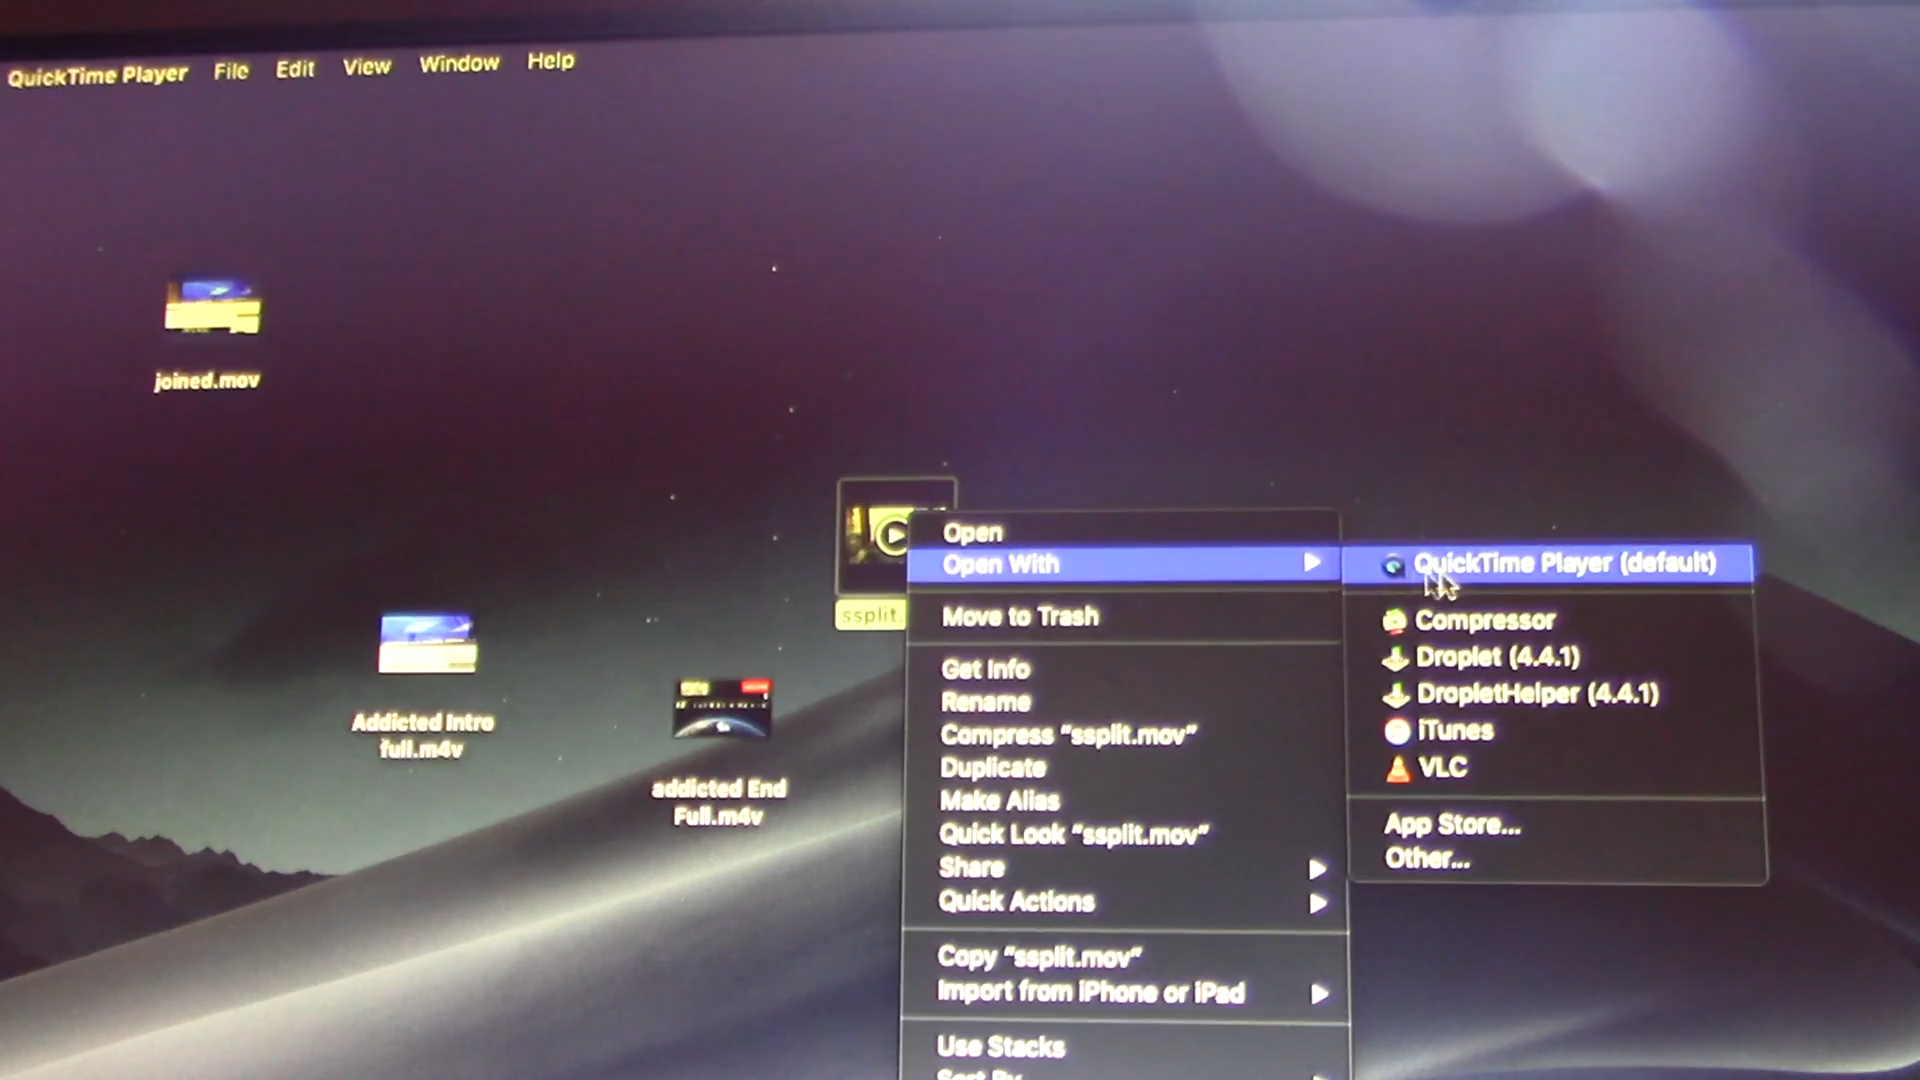 QuickTime Player File Edit View Window Help
joined.mov
Addicted Intro
full.m4v
addicted End
Full.m4v
ssplit.
Open
Open With
Move to Trash
Get Info
Rename
Compress “ssplit.mov”
Duplicate
Make Alias
Quick Look “ssplit.mov”
Share
Quick Actions
Copy “ssplit.mov”
Import from iPhone or iPad
Use Stacks
Sort By
QuickTime Player (default)
Compressor
Droplet (4.4.1)
DropletHelper (4.4.1)
iTunes
VLC
App Store...
Other...